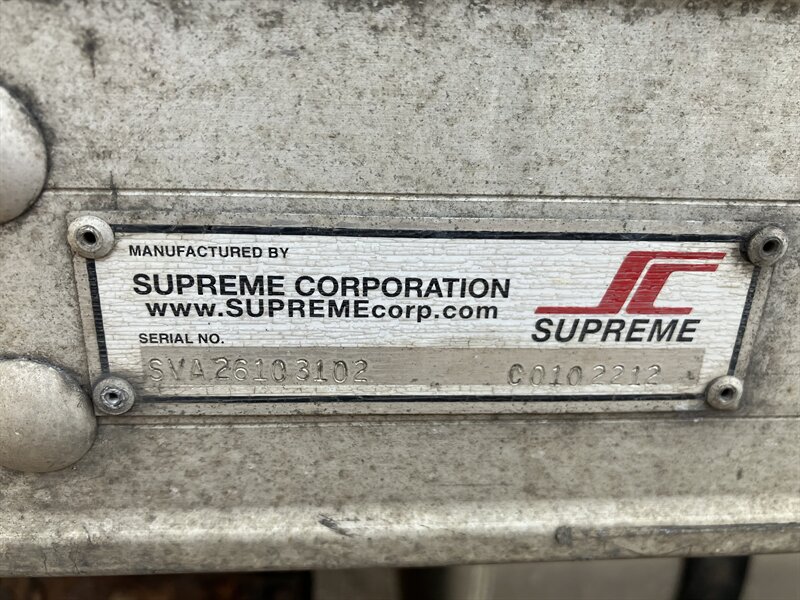 MANUFACTURED BY
SUPREME CORPORATION
www.SUPREMEcorp.com
SUPREME
SERIAL NO.
SVA26103102 C0102212